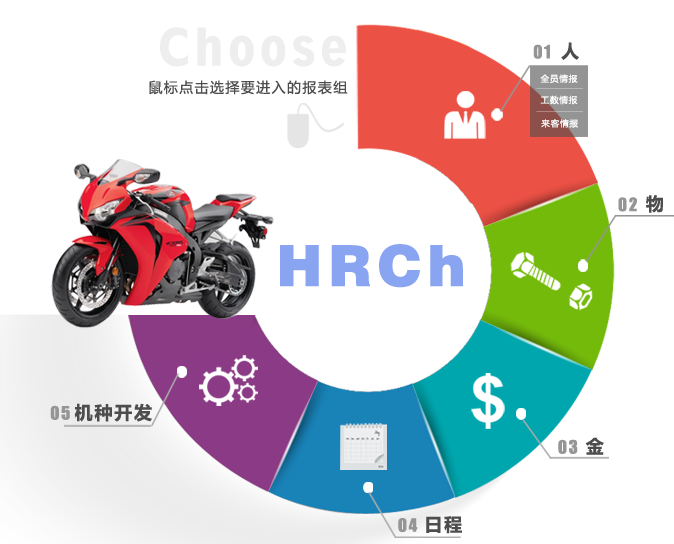 Choose
鼠标点击选择要进入的报表组
01 人
全员情报
工数情报
来客情报
02 物
HRCh
03 金
04 日程
05 机种开发